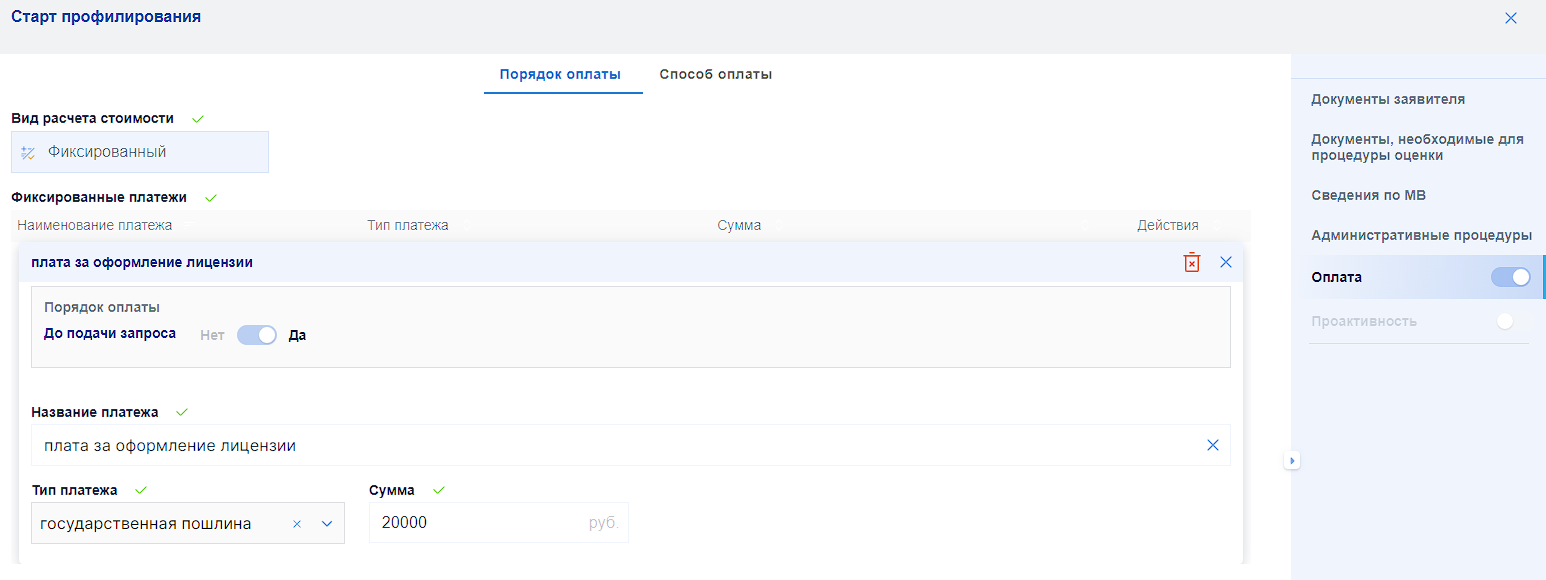 Старт профилирования
Порядок оплаты Способ оплаты
Вид расчета стоимости
Фиксированный
Фиксированные платежи
Наименование платежа Тип платежа Сумма Действия
плата за оформление лицензии
Порядок оплаты
До подачи запроса Нет Да
Название платежа
плата за оформление лицензии
Тип платежа Сумма
государственная пошлина 20000 руб.
Документы заявителя
Документы, необходимые для
процедуры оценки
Сведения по МВ
Административные процедуры
Оплата
Проактивность